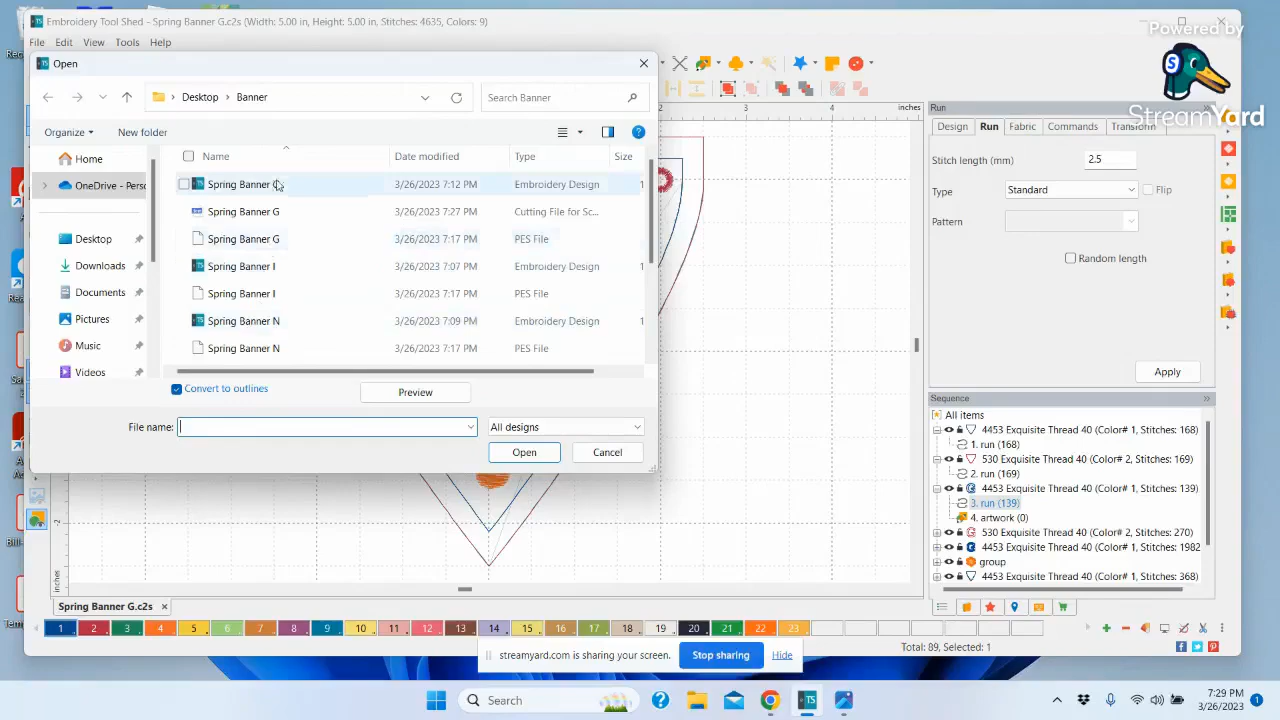 Embroidery Tool Shed - Spring Banner G.c2s (Width: 5.00 in, Height: 5.00 in, Stitches: 4635, Colors: 9)
Powered by
StreamYard
File Edit View Tools Help
Open
Desktop > Banner
Search Banner
Organize New folder
Name Date modified Type Size
Home
OneDrive - Perso
Desktop
Downloads
Documents
Pictures
Music
Videos
Spring Banner G 3/26/2023 7:12 PM Embroidery Design 1
Spring Banner G 3/26/2023 7:27 PM Cutting File for Sc...
Spring Banner G 3/26/2023 7:17 PM PES File
Spring Banner I 3/26/2023 7:07 PM Embroidery Design 1
Spring Banner I 3/26/2023 7:17 PM PES File
Spring Banner N 3/26/2023 7:09 PM Embroidery Design 1
Spring Banner N 3/26/2023 7:17 PM PES File
Convert to outlines Preview
File name: All designs
Open Cancel
2 3 4 inches
Run
Design Run Fabric Commands Transform
Stitch length (mm) 2.5
Type Standard Flip
Pattern
Random length
Apply
Sequence
All items
4453 Exquisite Thread 40 (Color# 1, Stitches: 168)
1. run (168)
530 Exquisite Thread 40 (Color# 2, Stitches: 169)
2. run (169)
4453 Exquisite Thread 40 (Color# 1, Stitches: 139)
3. run (139)
4. artwork (0)
530 Exquisite Thread 40 (Color# 2, Stitches: 270)
4453 Exquisite Thread 40 (Color# 1, Stitches: 1982
group
4453 Exquisite Thread 40 (Color# 1, Stitches: 368)
-2
inches
Spring Banner G.c2s
1 2 3 4 5 6 7 8 9 10 11 12 13 14 15 16 17 18 19 20 21 22 23
Total: 89, Selected: 1
samyard.com is sharing your screen. Stop sharing Hide
Search
7:29 PM
3/26/2023